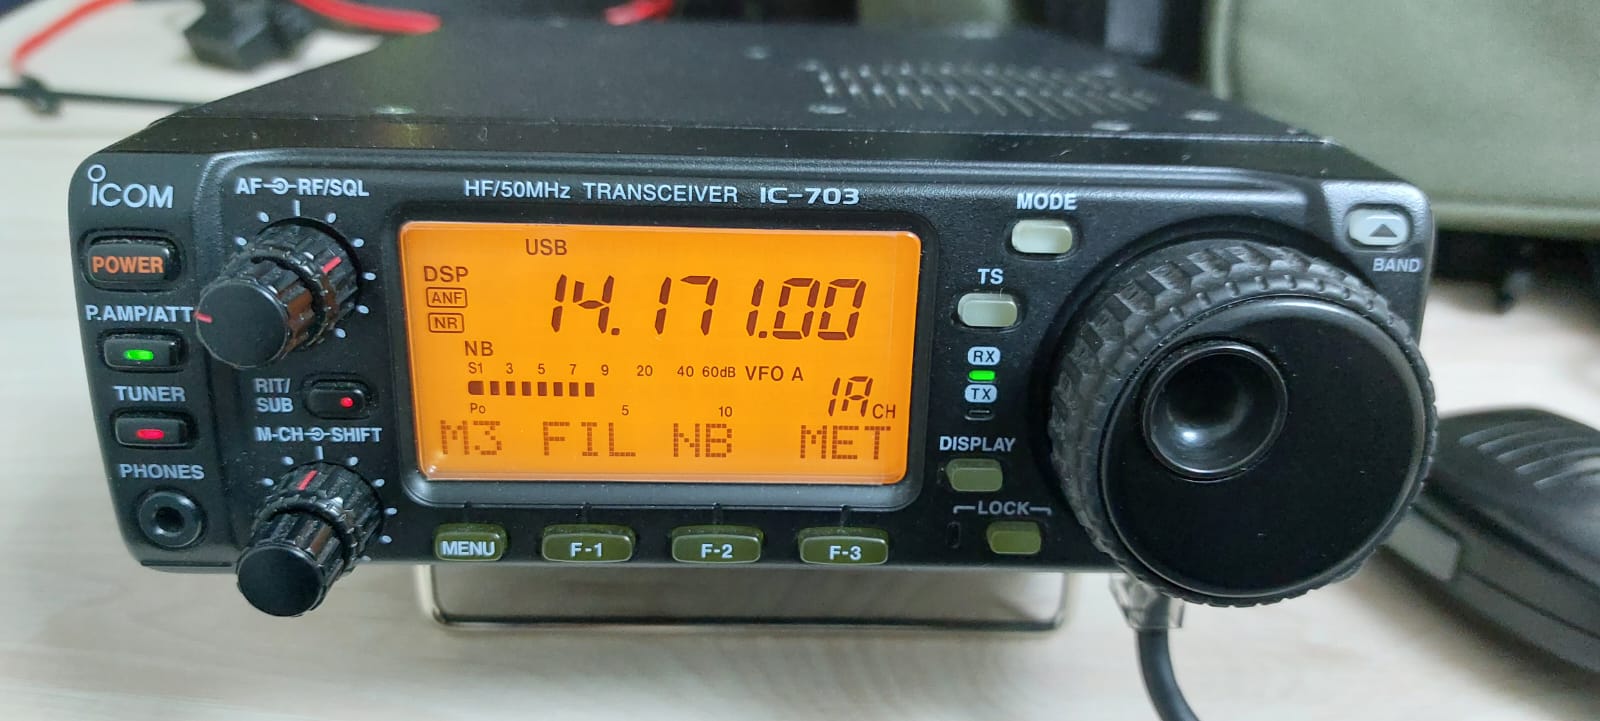 ICOM
AF RF/SQL
HF/50MHz TRANSCEIVER IC-703
MODE
BAND
POWER
P.AMP/ATT
TUNER
PHONES
RIT/
SUB
M-CH SHIFT
USB
DSP
ANF
NR
14.171.00
NB
S1 3 5 7 9 20 40 60dB VFO A
1A CH
Po 5 10
M3 FIL NB MET
MENU F-1 F-2 F-3
TS
RX
TX
DISPLAY
LOCK